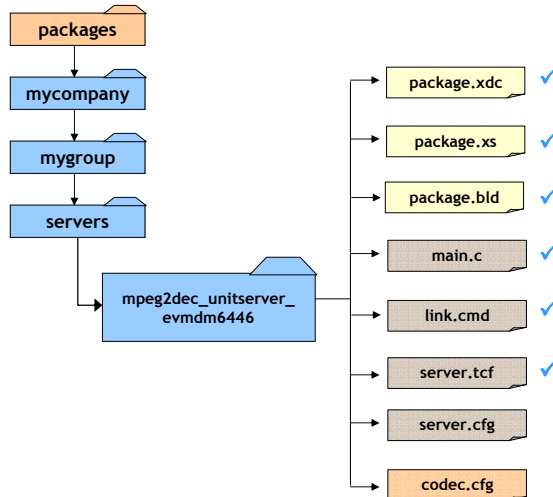 packages
mycompany
mygroup
servers
mpeg2dec_unitserver_
evmdm6446
package.xdc
package.xs
package.bld
main.c
link.cmd
server.tcf
server.cfg
codec.cfg